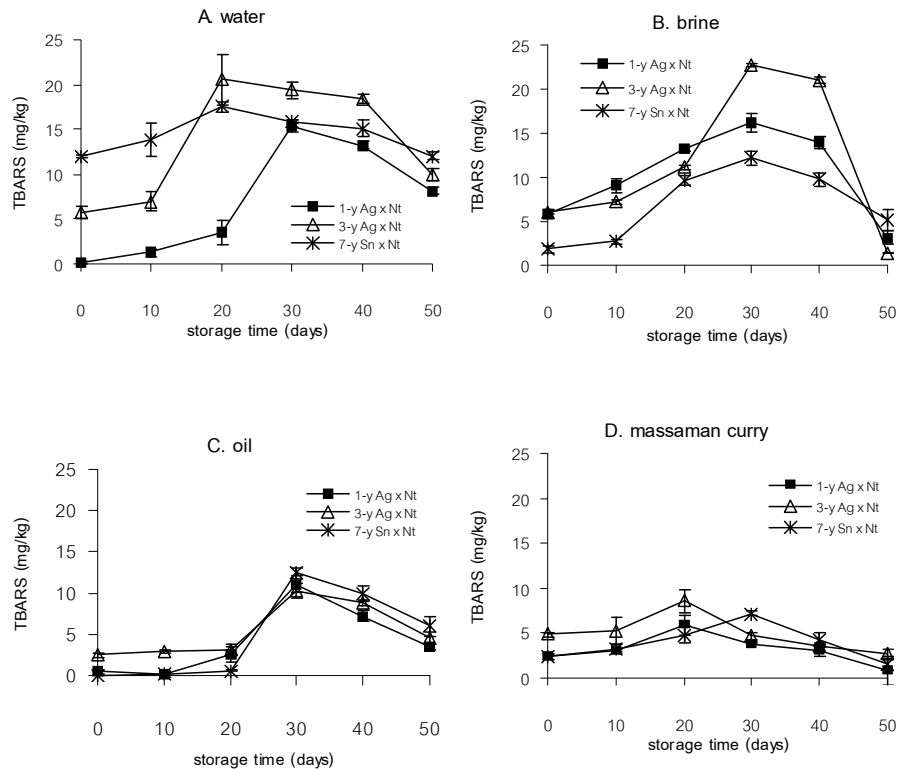 A. water
25
20
15
10
5
0
TBARS (mg/kg)
1-y Ag x Nt
3-y Ag x Nt
7-y Sn x Nt
0 10 20 30 40 50
storage time (days)
B. brine
25
20
15
10
5
0
TBARS (mg/kg)
1-y Ag x Nt
3-y Ag x Nt
7-y Sn x Nt
0 10 20 30 40 50
storage time (days)
C. oil
25
20
15
10
5
0
TBARS (mg/kg)
1-y Ag x Nt
3-y Ag x Nt
7-y Sn x Nt
0 10 20 30 40 50
storage time (days)
D. massaman curry
25
20
15
10
5
0
TBARS (mg/kg)
1-y Ag x Nt
3-y Ag x Nt
7-y Sn x Nt
0 10 20 30 40 50
storage time (days)